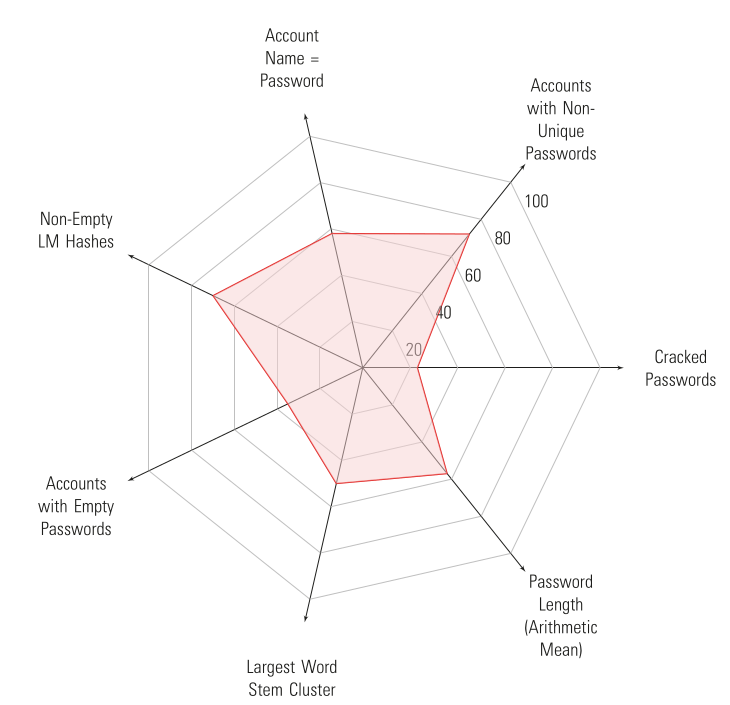 Account
Name =
Password
Accounts
with Non-
Unique
Passwords
100
80
60
40
20
Non-Empty
LM Hashes
Cracked
Passwords
Accounts
with Empty
Passwords
Password
Length
(Arithmetic
Mean)
Largest Word
Stem Cluster